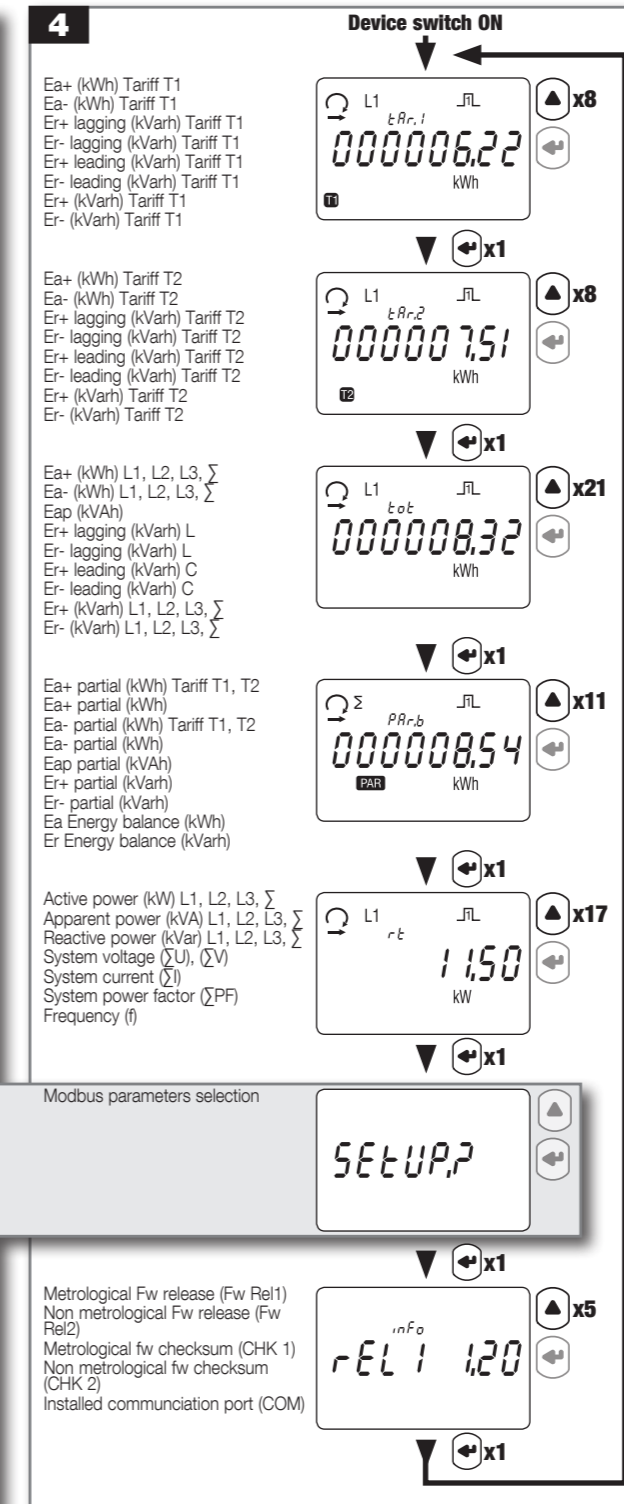 4
Device switch ON
Ea+ (kWh) Tariff T1
Ea- (kWh) Tariff T1
Er+ lagging (kVarh) Tariff T1
Er- lagging (kVarh) Tariff T1
Er+ leading (kVarh) Tariff T1
Er- leading (kVarh) Tariff T1
Er+ (kVarh) Tariff T1
Er- (kVarh) Tariff T1
L1
tAr.1
000006,22
kWh
T1
x8
x1
Ea+ (kWh) Tariff T2
Ea- (kWh) Tariff T2
Er+ lagging (kVarh) Tariff T2
Er- lagging (kVarh) Tariff T2
Er+ leading (kVarh) Tariff T2
Er- leading (kVarh) Tariff T2
Er+ (kVarh) Tariff T2
Er- (kVarh) Tariff T2
L1
tAr.2
000007,51
kWh
T2
x8
x1
Ea+ (kWh) L1, L2, L3, ∑
Ea- (kWh) L1, L2, L3, ∑
Eap (kVAh)
Er+ lagging (kVarh) L
Er- lagging (kVarh) L
Er+ leading (kVarh) C
Er- leading (kVarh) C
Er+ (kVarh) L1, L2, L3, ∑
Er- (kVarh) L1, L2, L3, ∑
L1
tot
000008,32
kWh
x21
x1
Ea+ partial (kWh) Tariff T1, T2
Ea+ partial (kWh)
Ea- partial (kWh) Tariff T1, T2
Ea- partial (kWh)
Eap partial (kVAh)
Er+ partial (kVarh)
Er- partial (kVarh)
Ea Energy balance (kWh)
Er Energy balance (kVarh)
Σ
PAr.b
000008,54
PAR kWh
x11
x1
Active power (kW) L1, L2, L3, ∑
Apparent power (kVA) L1, L2, L3, ∑
Reactive power (kVar) L1, L2, L3, ∑
System voltage (∑U), (∑V)
System current (∑I)
System power factor (∑PF)
Frequency (f)
L1
rt
11,50
kW
x17
x1
Modbus parameters selection
SEtUP,?
x1
Metrological Fw release (Fw Rel1)
Non metrological Fw release (Fw
Rel2)
Metrological fw checksum (CHK 1)
Non metrological fw checksum
(CHK 2)
Installed communciation port (COM)
inFo
rEL 1 1,20
x5
x1